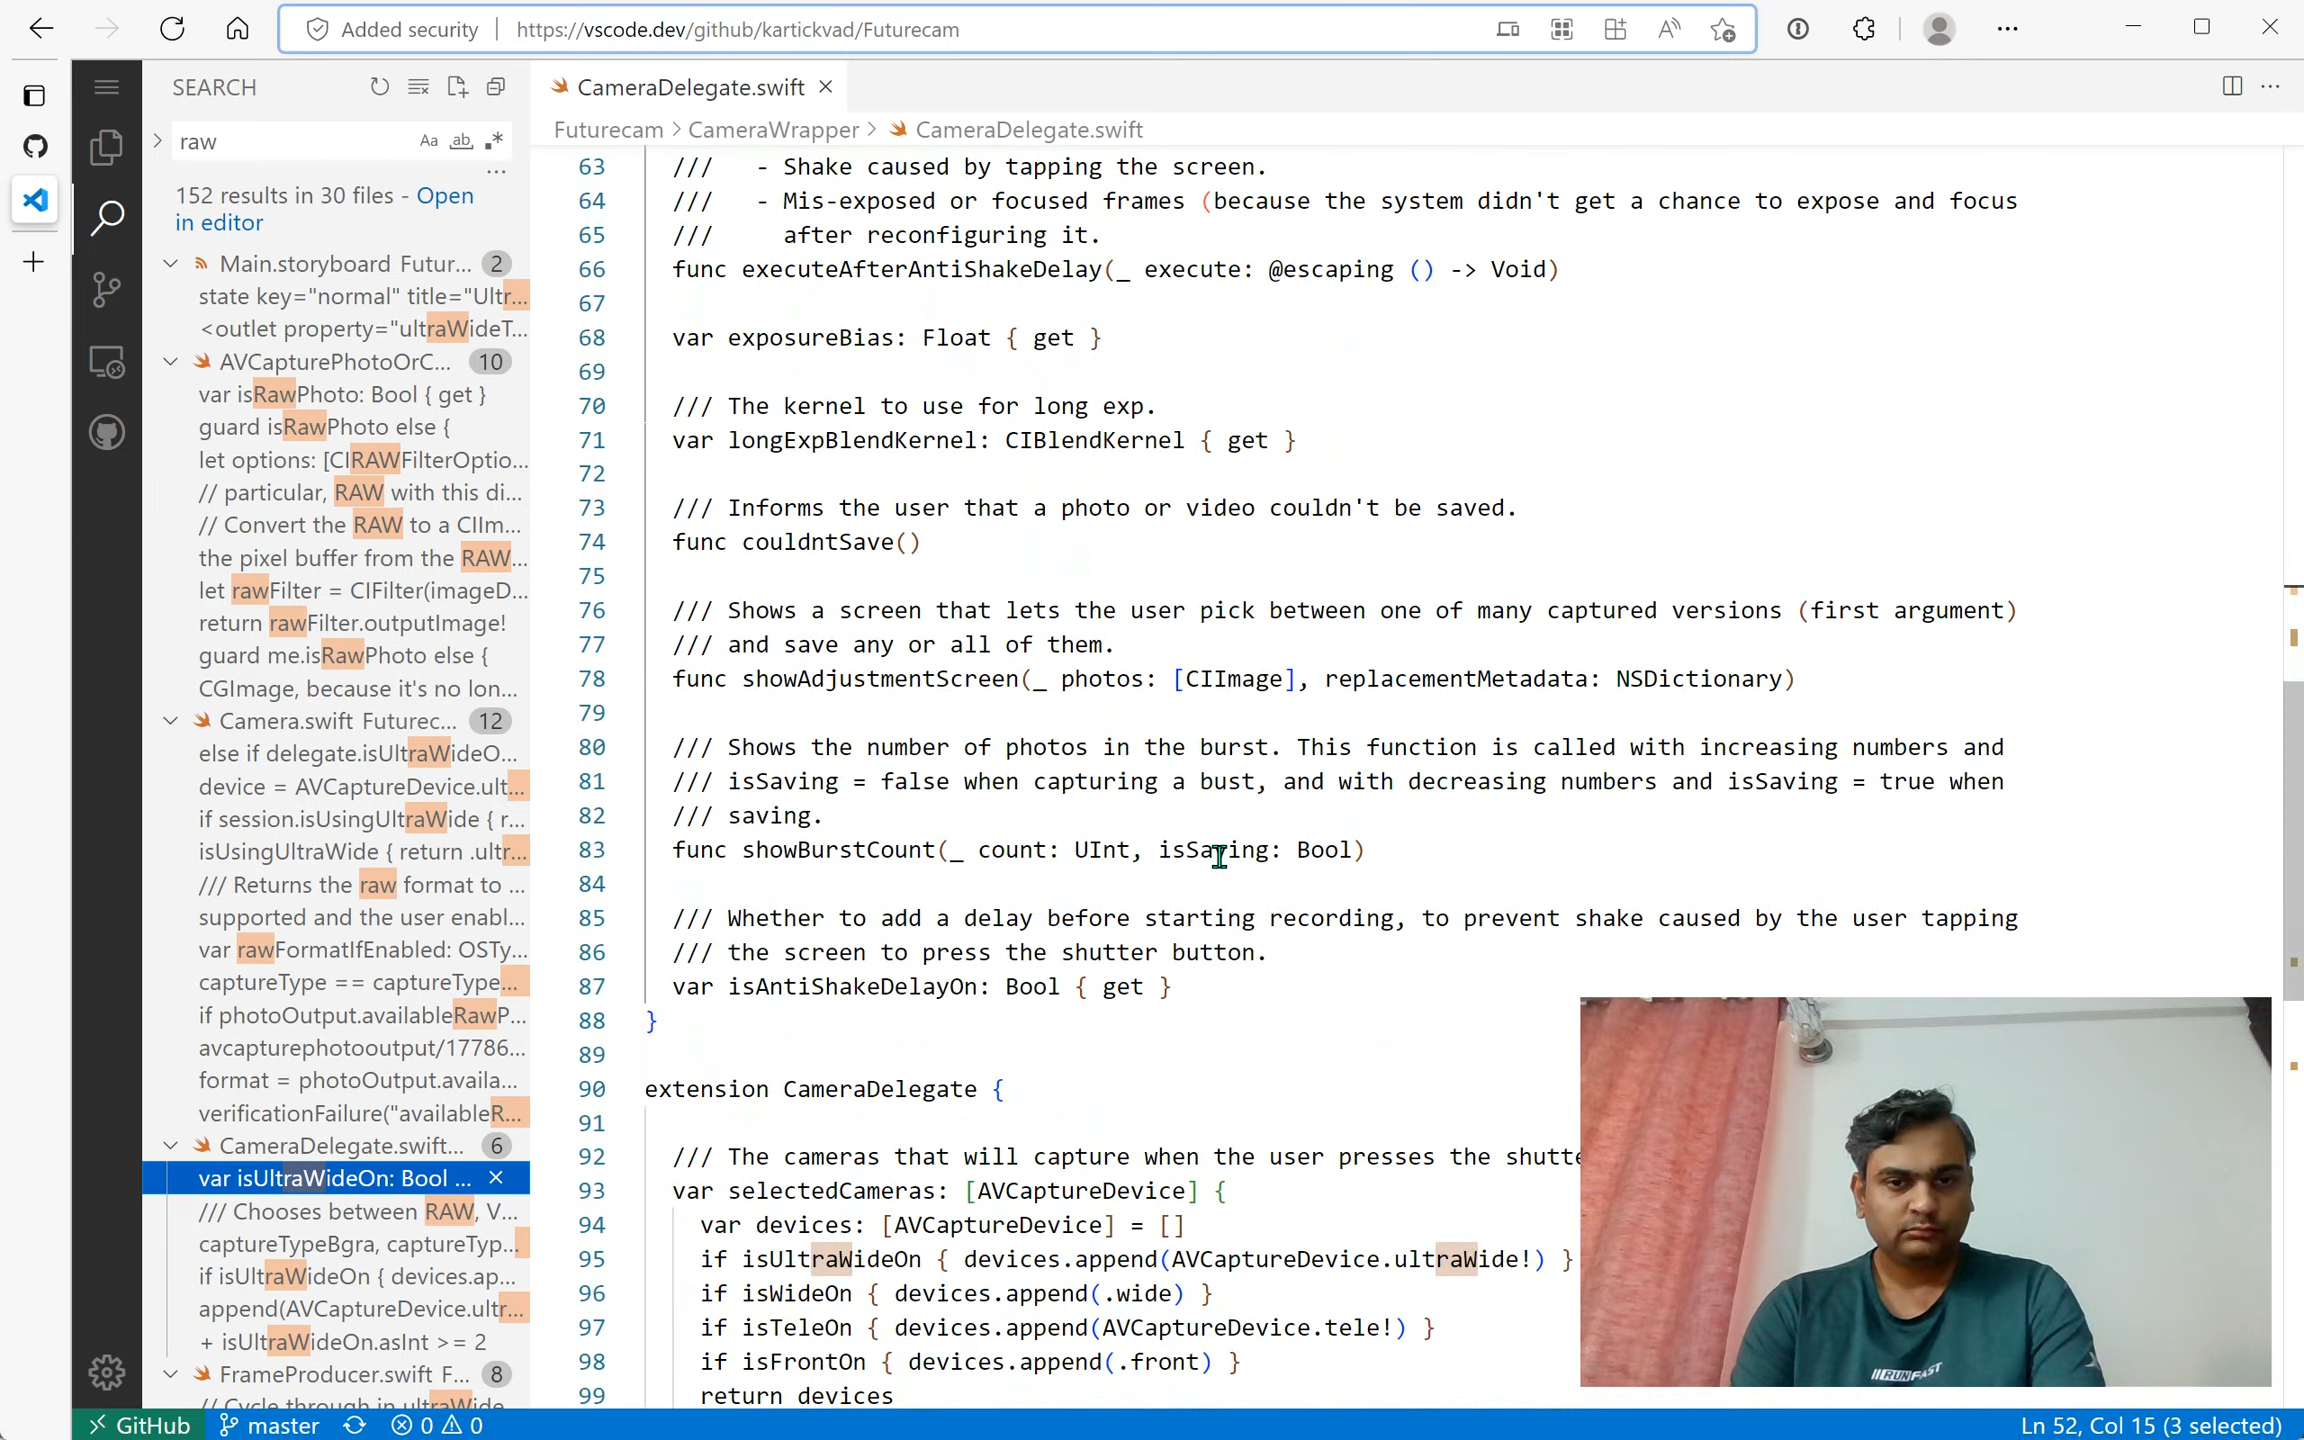 Added security
https://vscode.dev/github/kartickvad/Futurecam
SEARCH
raw
Aa
ab
152 results in 30 files - Open
in editor
Main.storyboard Futur... 2
state key="normal" title="Ultr...
<outlet property="ultraWideT...
AVCapturePhotoOrC... 10
var isRawPhoto: Bool { get }
guard isRawPhoto else {
let options: [CIRAWFilterOptio...
// particular, RAW with this di...
// Convert the RAW to a CIIm...
the pixel buffer from the RAW...
let rawFilter = CIFilter(imageD...
return rawFilter.outputImage!
guard me.isRawPhoto else {
CGImage, because it's no lon...
Camera.swift Futurec... 12
else if delegate.isUltraWideO...
device = AVCaptureDevice.ult...
if session.isUsingUltraWide { r...
isUsingUltraWide { return .ultr...
/// Returns the raw format to ...
supported and the user enabl...
var rawFormatIfEnabled: OSTy...
captureType == captureType...
if photoOutput.availableRawP...
avcapturephotooutput/17786...
format = photoOutput.availa...
verificationFailure("availableR...
CameraDelegate.swift... 6
var isUltraWideOn: Bool ...
/// Chooses between RAW, V...
captureTypeBgra, captureTyp...
if isUltraWideOn { devices.ap...
append(AVCaptureDevice.ultr...
+ isUltraWideOn.asInt >= 2
FrameProducer.swift F... 8
// Cycle through in ultraWide
CameraDelegate.swift
Futurecam > CameraWrapper > CameraDelegate.swift
63 /// - Shake caused by tapping the screen.
64 /// - Mis-exposed or focused frames (because the system didn't get a chance to expose and focus
65 /// after reconfiguring it.
66 func executeAfterAntiShakeDelay(_ execute: @escaping () -> Void)
67
68 var exposureBias: Float { get }
69
70 /// The kernel to use for long exp.
71 var longExpBlendKernel: CIBlendKernel { get }
72
73 /// Informs the user that a photo or video couldn't be saved.
74 func couldntSave()
75
76 /// Shows a screen that lets the user pick between one of many captured versions (first argument)
77 /// and save any or all of them.
78 func showAdjustmentScreen(_ photos: [CIImage], replacementMetadata: NSDictionary)
79
80 /// Shows the number of photos in the burst. This function is called with increasing numbers and
81 /// isSaving = false when capturing a bust, and with decreasing numbers and isSaving = true when
82 /// saving.
83 func showBurstCount(_ count: UInt, isSaving: Bool)
84
85 /// Whether to add a delay before starting recording, to prevent shake caused by the user tapping
86 /// the screen to press the shutter button.
87 var isAntiShakeDelayOn: Bool { get }
88 }
89
90 extension CameraDelegate {
91
92 /// The cameras that will capture when the user presses the shutte
93 var selectedCameras: [AVCaptureDevice] {
94 var devices: [AVCaptureDevice] = []
95 if isUltraWideOn { devices.append(AVCaptureDevice.ultraWide!) }
96 if isWideOn { devices.append(.wide) }
97 if isTeleOn { devices.append(AVCaptureDevice.tele!) }
98 if isFrontOn { devices.append(.front) }
99 return devices
RUNFAST
GitHub master 0 0
Ln 52, Col 15 (3 selected)